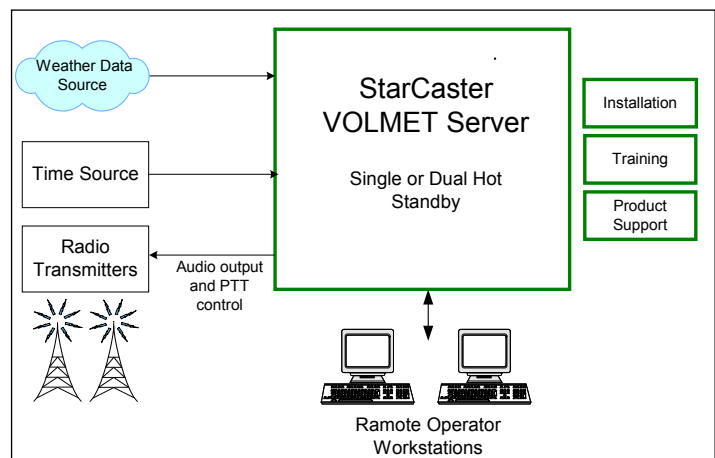 Weather Data
Source
Time Source
Radio
Transmitters
Audio output
and PTT
control
StarCaster
VOLMET Server
Single or Dual Hot
Standby
Installation
Training
Product
Support
Ramote Operator
Workstations